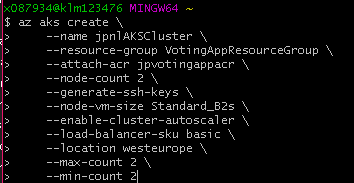 x087934@klm123476 MINGW64 ~
$ az aks create \
>     --name jpnlAKSCluster \
>     --resource-group VotingAppResourceGroup \
>     --attach-acr jpvotingappacr \
>     --node-count 2 \
>     --generate-ssh-keys \
>     --node-vm-size Standard_B2s \
>     --enable-cluster-autoscaler \
>     --load-balancer-sku basic \
>     --location westeurope \
>     --max-count 2 \
>     --min-count 2